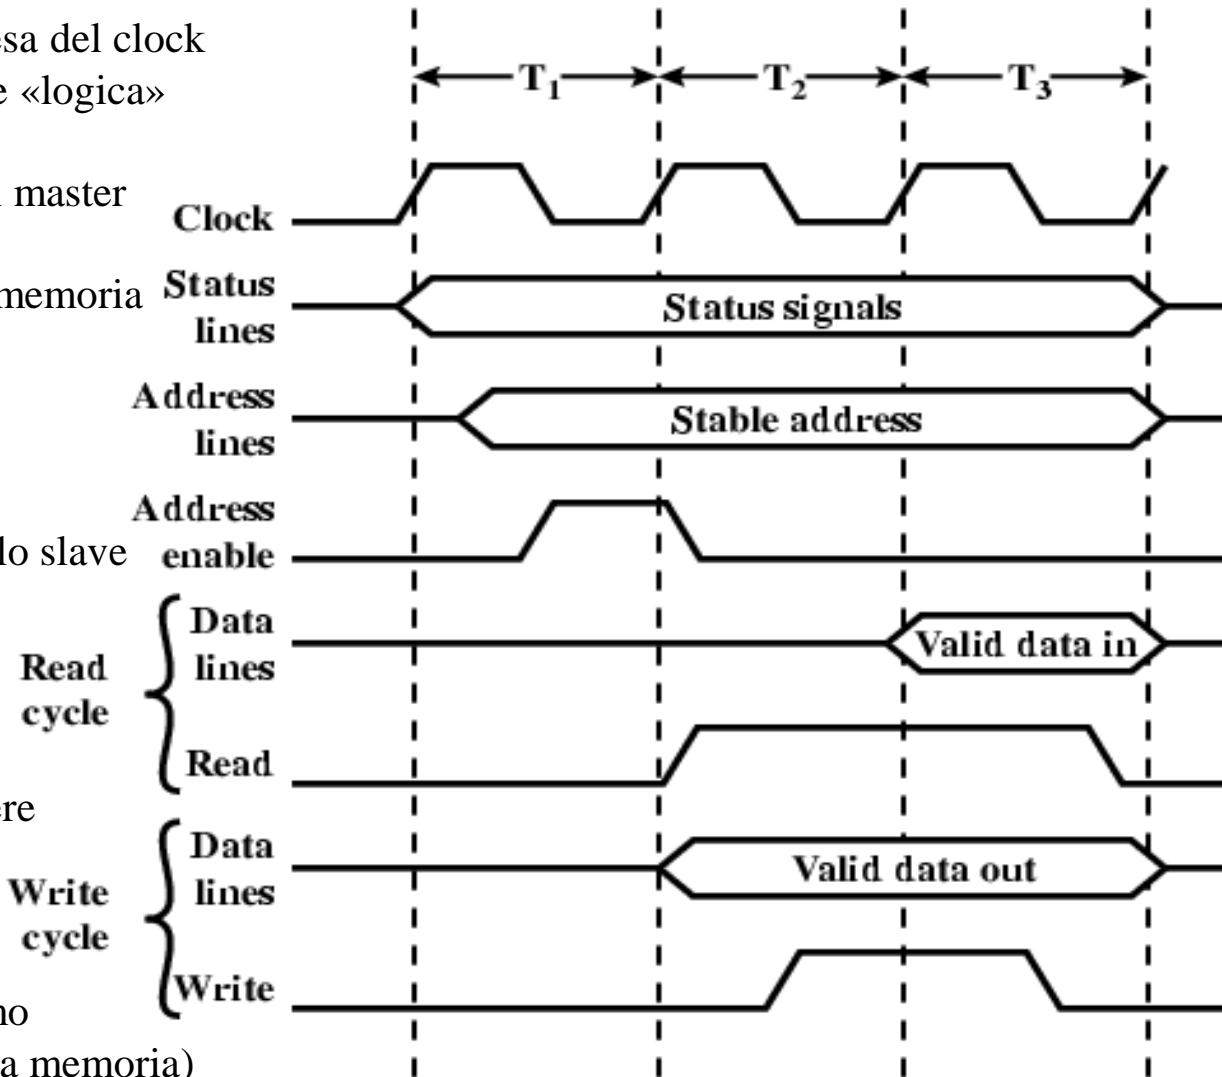 esa del clock
e «logica»
T1 T2 T3
master
Clock
memoria
Status
lines
Status signals
Address
lines
Stable address
Address
enable
lo slave
Read
cycle
Data
lines
Valid data in
Read
ere
Write
cycle
Data
lines
Valid data out
Write
no
a memoria)